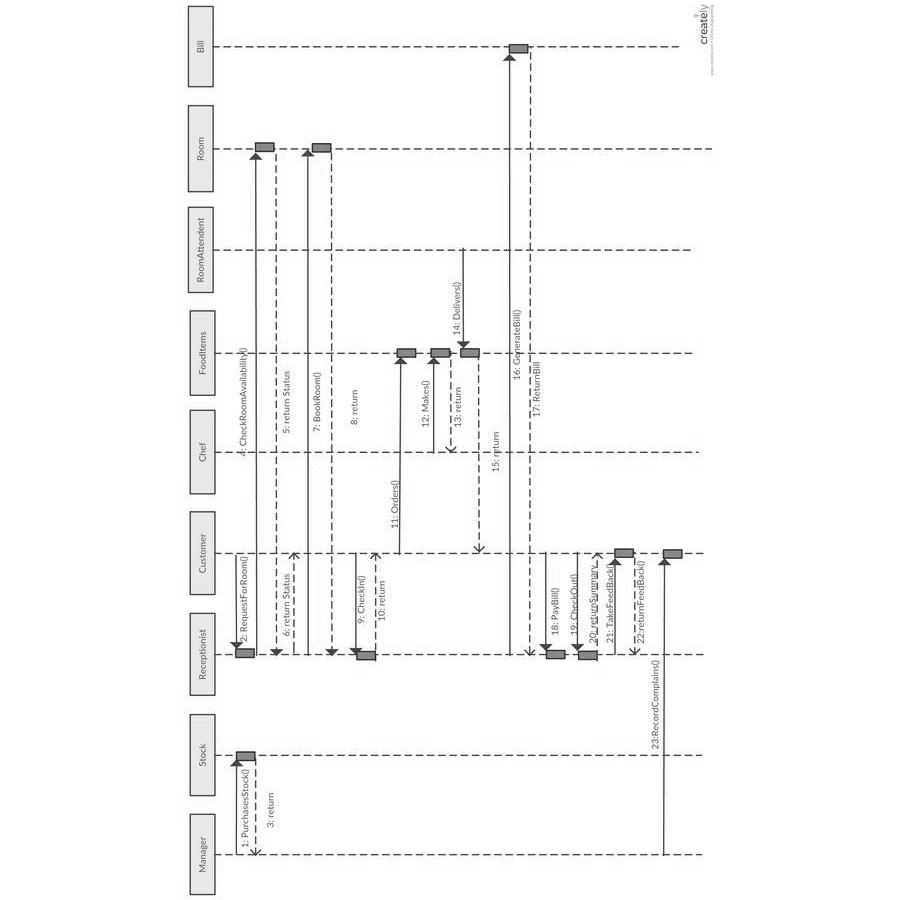 Manager
Stock
Receptionist
Customer
Chef
FoodItems
RoomAttendent
Room
Bill
1: PurchasesStock()
2: RequestForRoom()
3: return
4: CheckRoomAvailability()
5: return Status
6: return Status
7: BookRoom()
8: return
9: CheckIn()
10: return
11: Orders()
12: Makes()
13: return
14: Delivers()
15: return
16: GenerateBill()
17: ReturnBill
18: PayBill()
19: CheckOut()
20: returnSummary
21: TakeFeedBack()
22:returnFeedBack()
23:RecordComplains()
creately